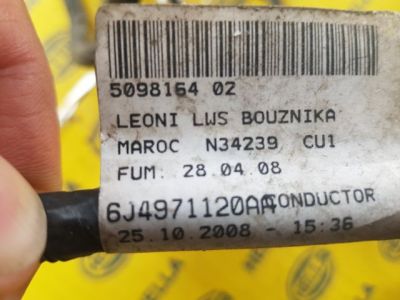 5098164 02
LEONI LWS BOUZNIKA
MAROC N34239 CU1
FUM. 28.04.08
6J4971120AA CONDUCTOR
25.10.2008 - 15:36
HELLA